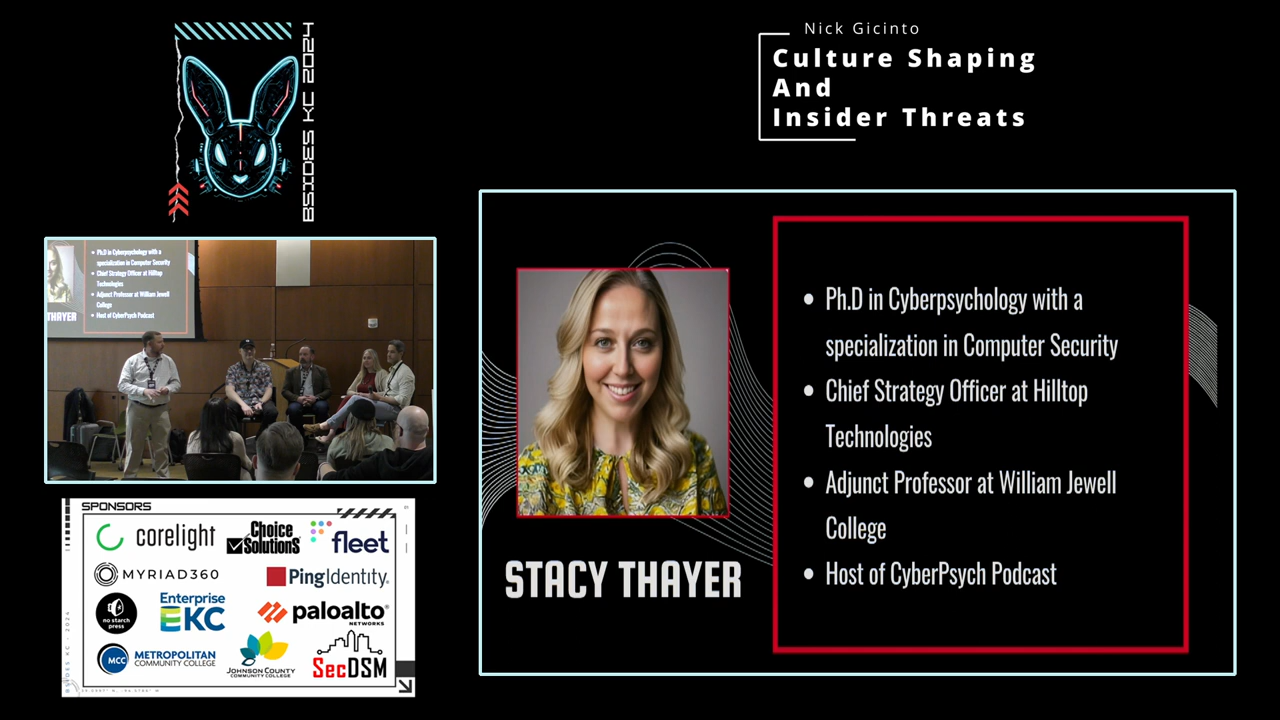 Nick Gicinto
Culture Shaping
And
Insider Threats
BSIDES KC 2024
Ph.D in Cyberpsychology with a
specialization in Computer Security
Chief Strategy Officer at Hilltop
Technologies
Adjunct Professor at William Jewell
College
Host of CyberPsych Podcast
THAYER
• Ph.D in Cyberpsychology with a
specialization in Computer Security
• Chief Strategy Officer at Hilltop
Technologies
• Adjunct Professor at William Jewell
College
• Host of CyberPsych Podcast
STACY THAYER
SPONSORS
corelight
Choice
Solutions
fleet
MYRIAD360
PingIdentity.
no starch
press
Enterprise
EKC
paloalto
NETWORKS
MCC
METROPOLITAN
COMMUNITY COLLEGE
JOHNSON COUNTY
COMMUNITY COLLEGE
SecDSM
BSIDES KC - 2024